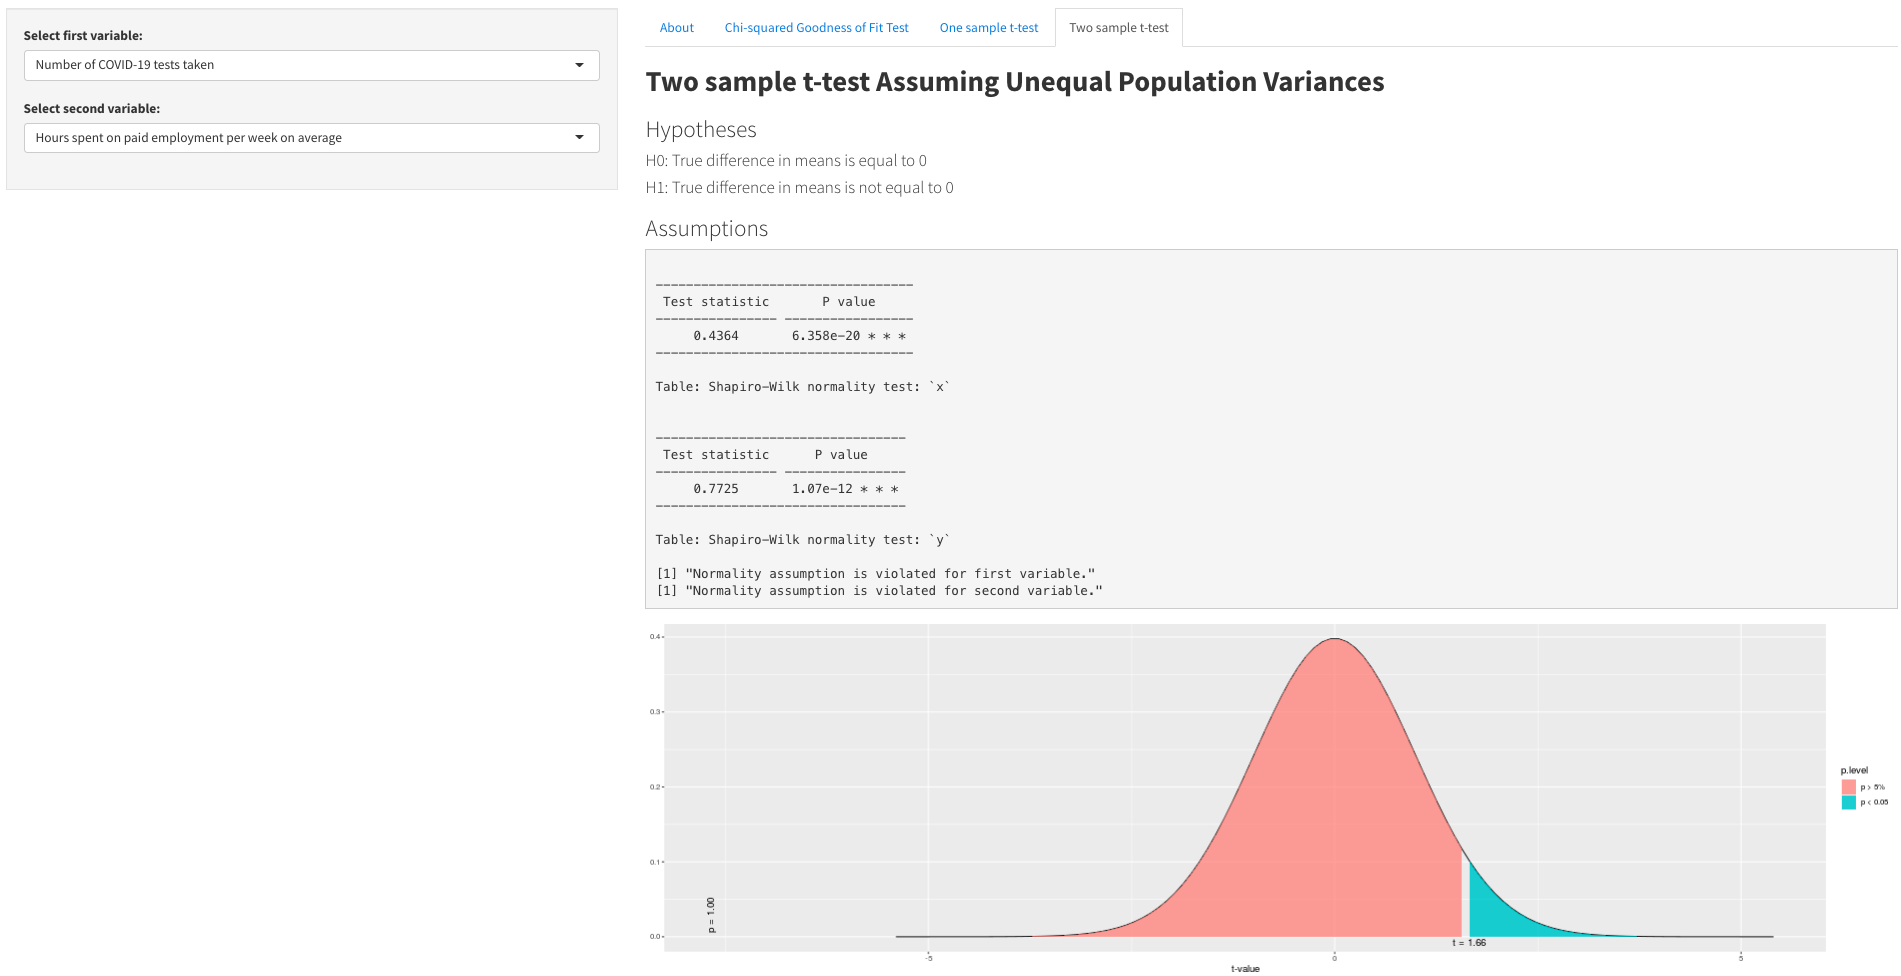 Select first variable:
Number of COVID-19 tests taken
Select second variable:
Hours spent on paid employment per week on average
About
Chi-squared Goodness of Fit Test
One sample t-test
Two sample t-test
Two sample t-test Assuming Unequal Population Variances
Hypotheses
H0: True difference in means is equal to 0
H1: True difference in means is not equal to 0
Assumptions
----------------------------------
Test statistic P value
---------------- -----------------
0.4364 6.358e-20 * * *
----------------------------------
Table: Shapiro-Wilk normality test: `x`
---------------------------------
Test statistic P value
---------------- ----------------
0.7725 1.07e-12 * * *
---------------------------------
Table: Shapiro-Wilk normality test: `y`
[1] "Normality assumption is violated for first variable."
[1] "Normality assumption is violated for second variable."
0.4
0.3
0.2
0.1
0.0
p = 1.00
t = 1.66
-5
0
5
t-value
p.level
p > 5%
p < 0.05